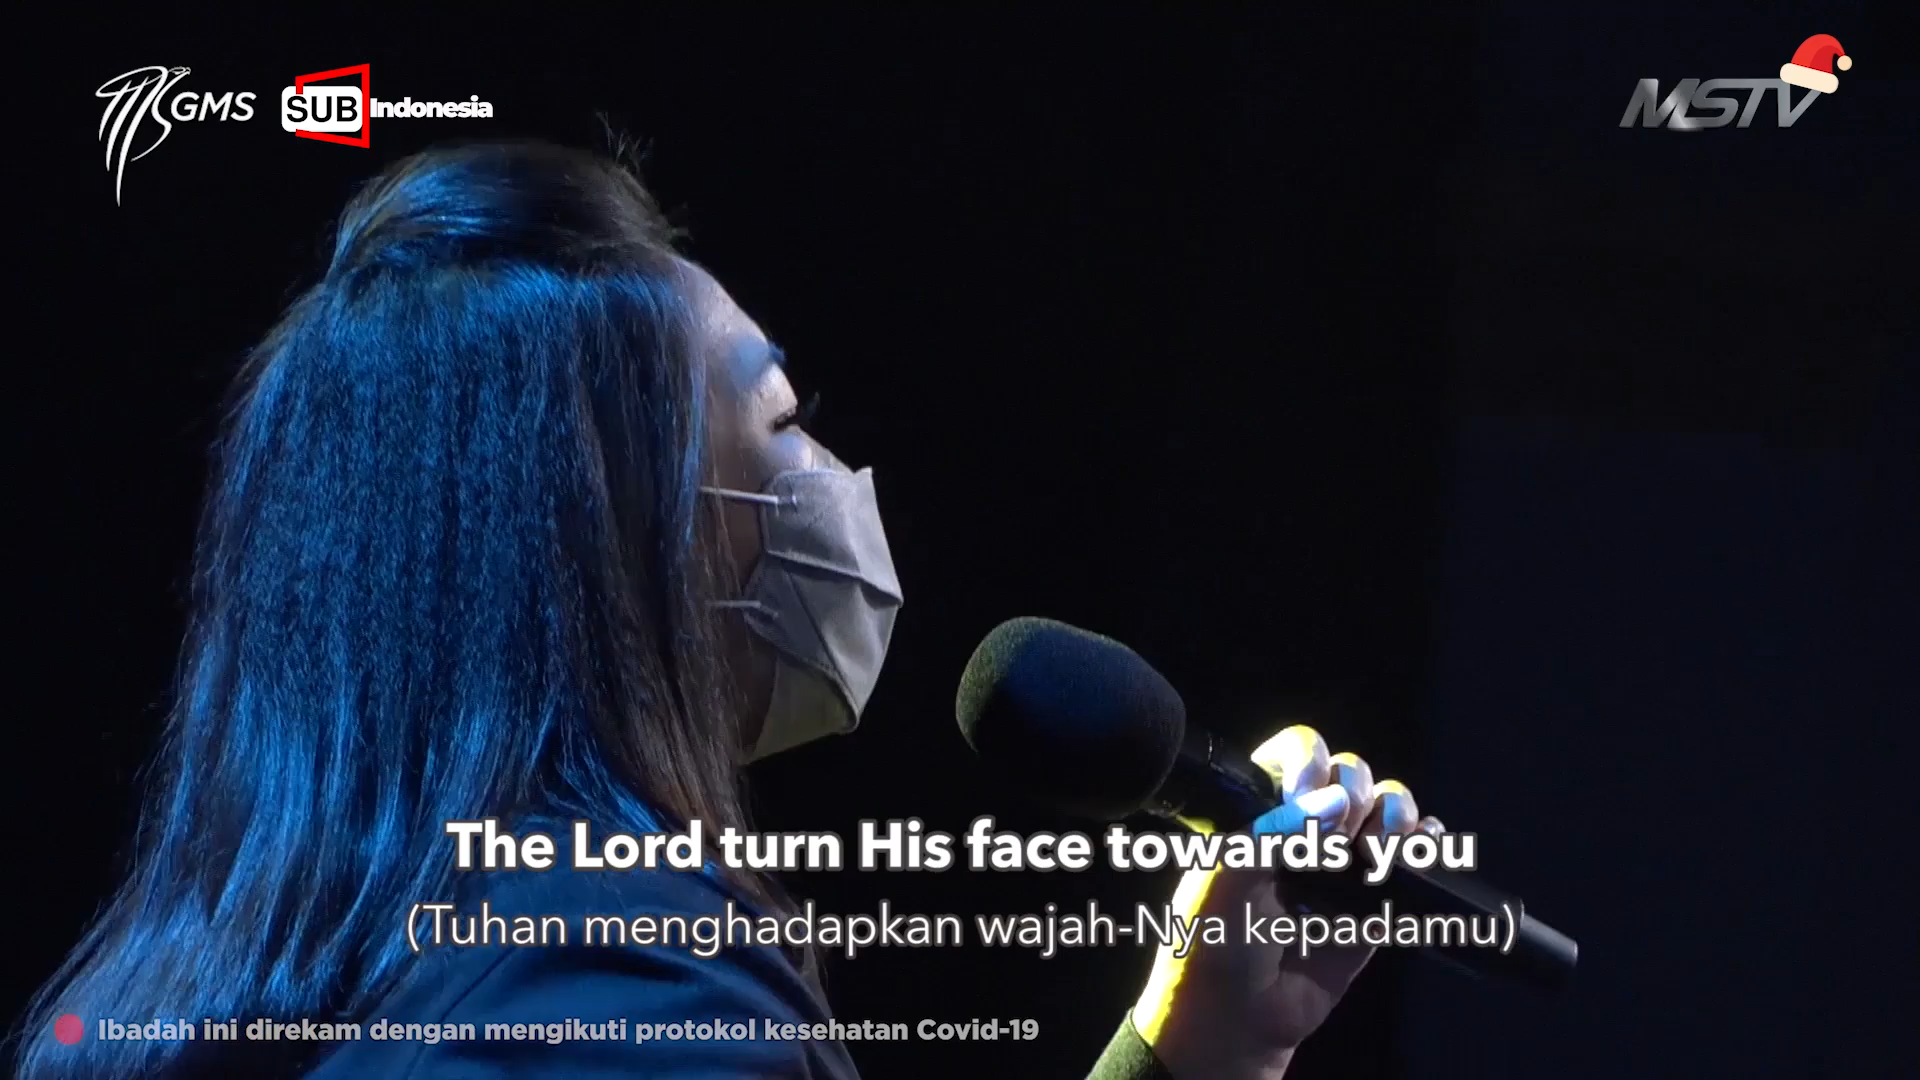 GMS
SUB Indonesia
MSTV
The Lord turn His face towards you
(Tuhan menghadapkan wajah-Nya kepadamu)
Ibadah ini direkam dengan mengikuti protokol kesehatan Covid-19